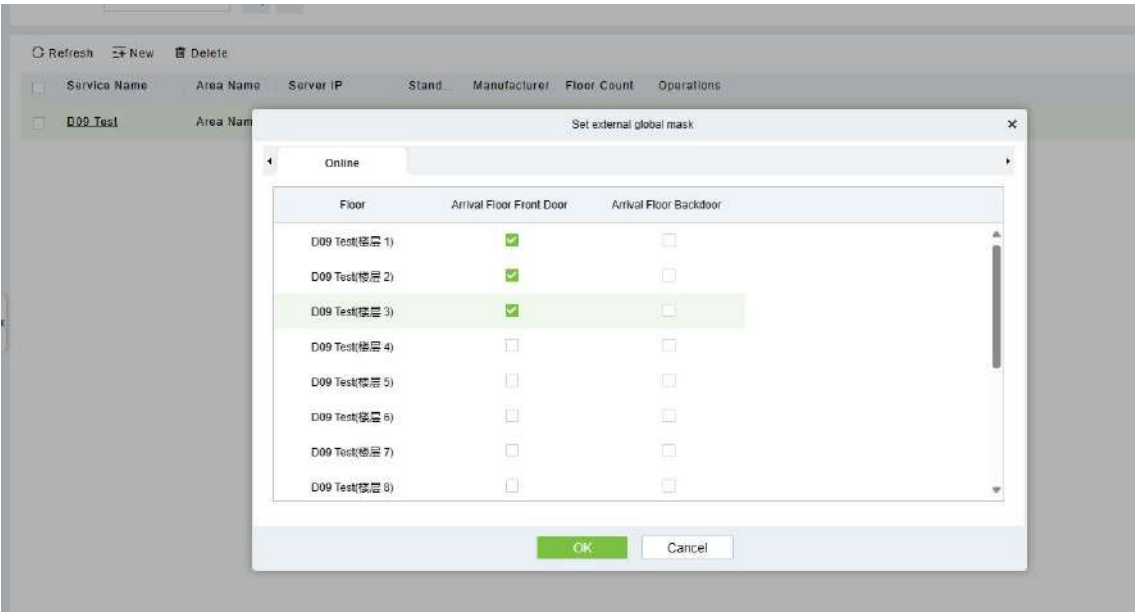 Refresh New Delete
Service Name Area Name Server IP Stand... Manufacturer Floor Count Operations
D09 Test Area Nam
Set external global mask
Online
Floor Arrival Floor Front Door Arrival Floor Backdoor
D09 Test(楼层 1)
D09 Test(楼层 2)
D09 Test(楼层 3)
D09 Test(楼层 4)
D09 Test(楼层 5)
D09 Test(楼层 6)
D09 Test(楼层 7)
D09 Test(楼层 8)
OK Cancel